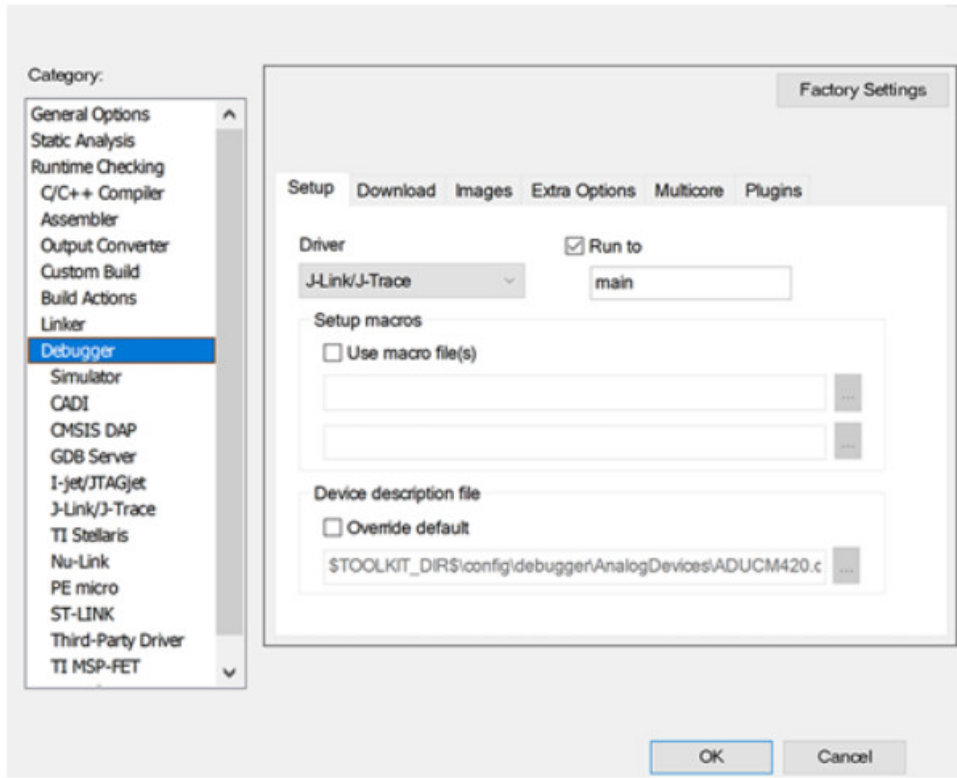 Category:
General Options
Static Analysis
Runtime Checking
C/C++ Compiler
Assembler
Output Converter
Custom Build
Build Actions
Linker
Debugger
Simulator
CADI
CMSIS DAP
GDB Server
I-jet/JTAGjet
J-Link/J-Trace
TI Stellaris
Nu-Link
PE micro
ST-LINK
Third-Party Driver
TI MSP-FET
Factory Settings
Setup Download Images Extra Options Multicore Plugins
Driver
J-Link/J-Trace
Run to
main
Setup macros
Use macro file(s)
...
...
Device description file
Override default
$TOOLKIT_DIR$\config\debugger\AnalogDevices\ADUCM420.c
...
OK Cancel